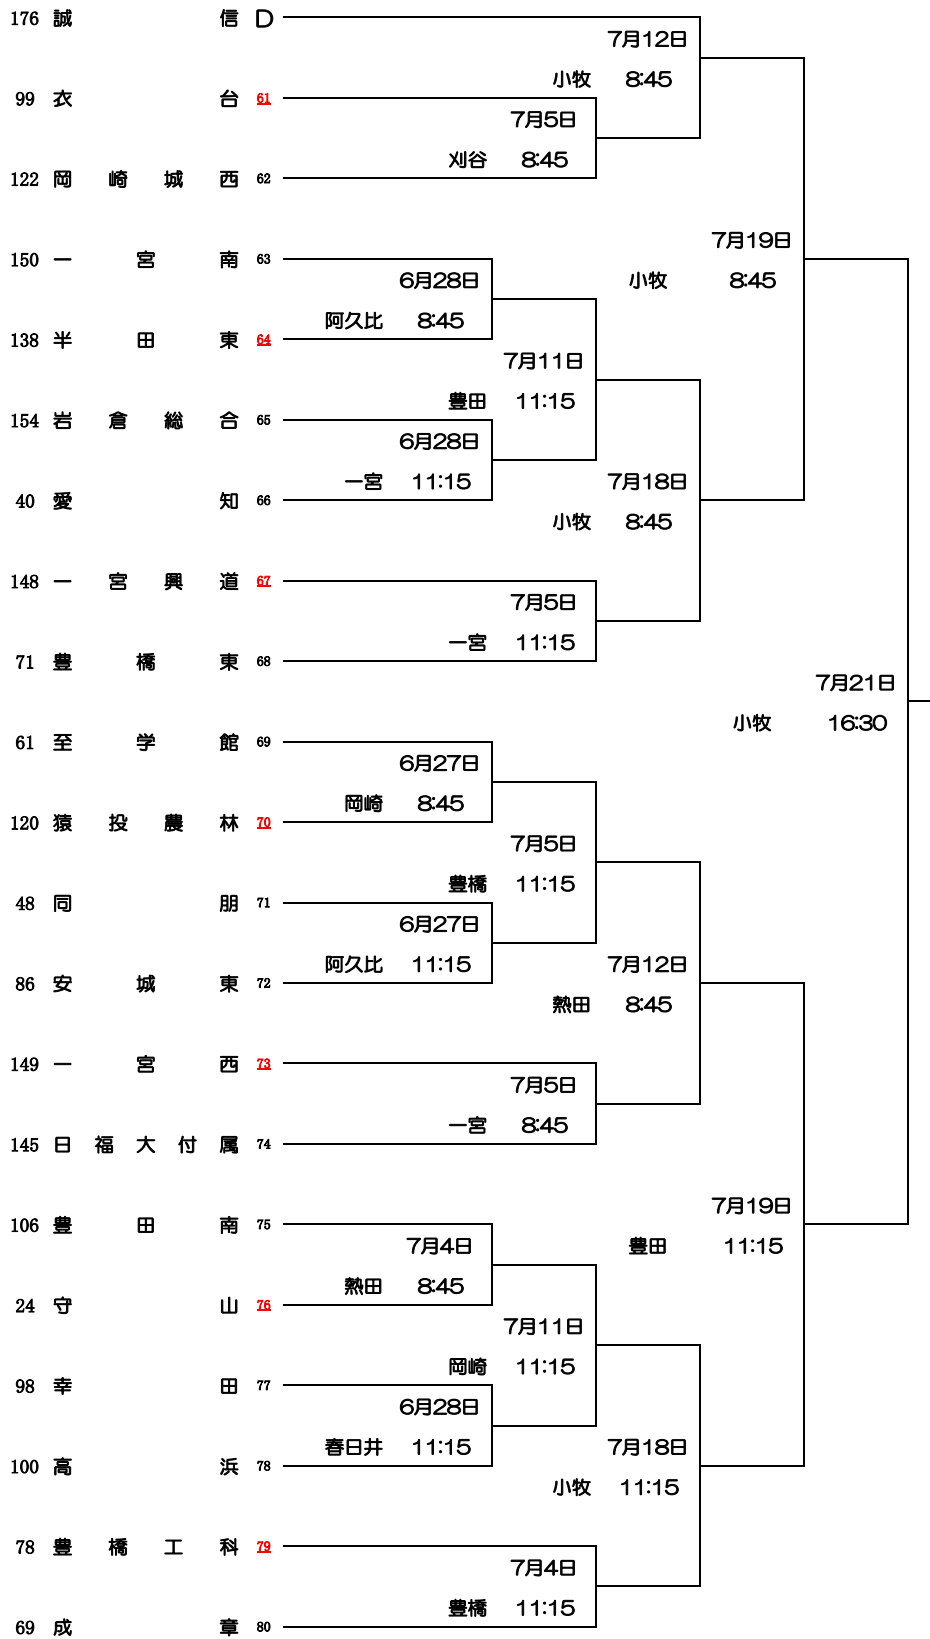 176 誠信 D
7月12日
小牧 8:45
99 衣台 61
7月5日
刈谷 8:45
122 岡崎城西 62
7月19日
150 一宮南 63
6月28日
小牧 8:45
阿久比 8:45
138 半田東 64
7月11日
豊田 11:15
154 岩倉総合 65
6月28日
一宮 11:15
7月18日
40 愛知 66
小牧 8:45
148 一宮興道 67
7月5日
一宮 11:15
71 豊橋東 68
7月21日
小牧 16:30
61 至学館 69
6月27日
岡崎 8:45
120 猿投農林 70
7月5日
豊橋 11:15
48 同朋 71
6月27日
阿久比 11:15
7月12日
86 安城東 72
熱田 8:45
149 一宮西 73
7月5日
一宮 8:45
145 日福大付属 74
7月19日
106 豊田南 75
7月4日
豊田 11:15
熱田 8:45
24 守山 76
7月11日
岡崎 11:15
98 幸田 77
6月28日
春日井 11:15
7月18日
100 高浜 78
小牧 11:15
78 豊橋工科 79
7月4日
豊橋 11:15
69 成章 80